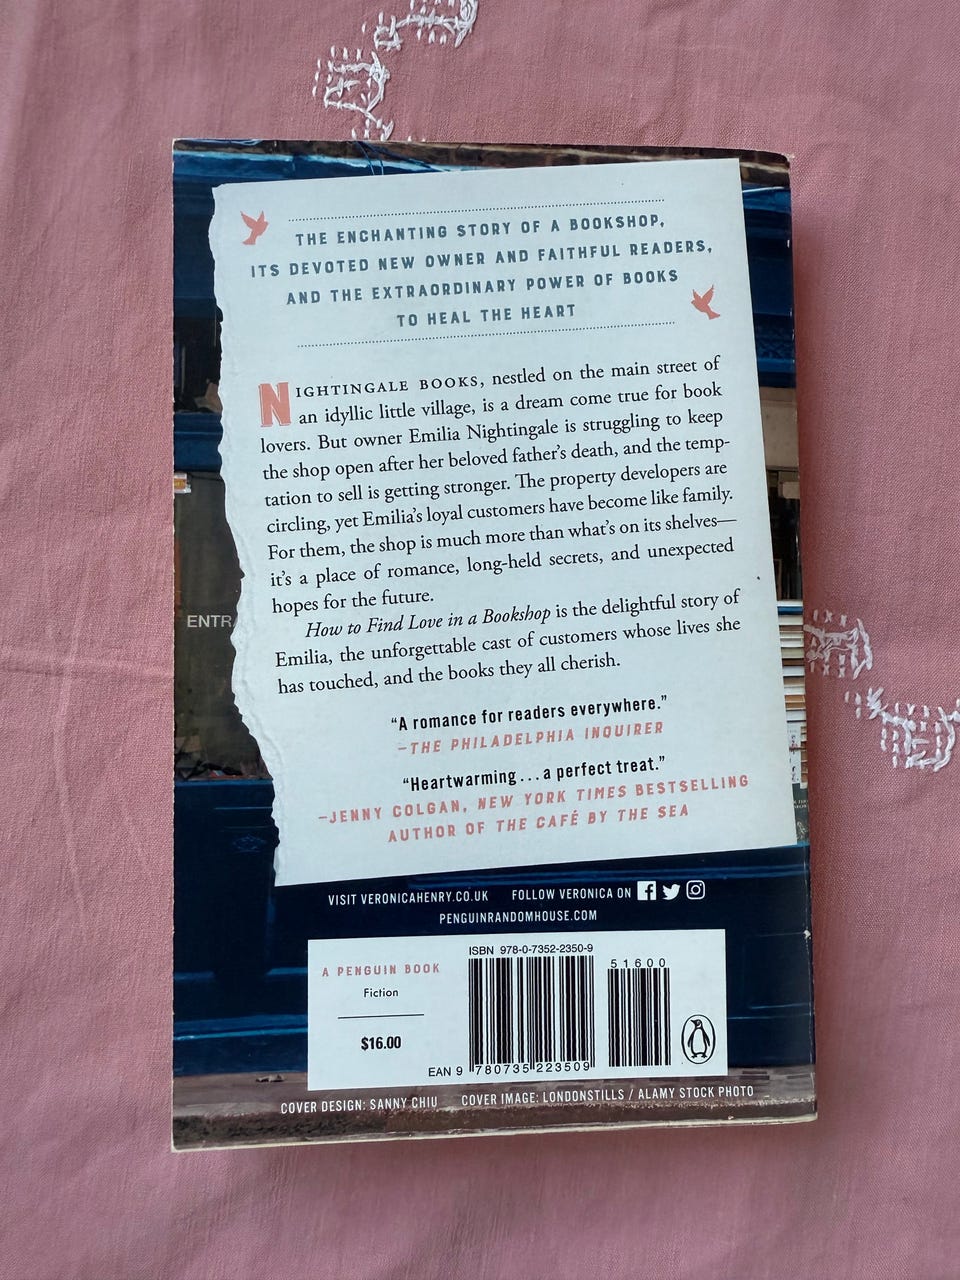 THE ENCHANTING STORY OF A BOOKSHOP,
ITS DEVOTED NEW OWNER AND FAITHFUL READERS,
AND THE EXTRAORDINARY POWER OF BOOKS
TO HEAL THE HEART
NIGHTINGALE BOOKS, nestled on the main street of
an idyllic little village, is a dream come true for book
lovers. But owner Emilia Nightingale is struggling to keep
the shop open after her beloved father's death, and the temp-
tation to sell is getting stronger. The property developers are
circling, yet Emilia's loyal customers have become like family.
For them, the shop is much more than what's on its shelves—
it's a place of romance, long-held secrets, and unexpected
hopes for the future.
How to Find Love in a Bookshop is the delightful story of
Emilia, the unforgettable cast of customers whose lives she
has touched, and the books they all cherish.
ENTR
“A romance for readers everywhere.”
—THE PHILADELPHIA INQUIRER
“Heartwarming . . . a perfect treat.”
—JENNY COLGAN, NEW YORK TIMES BESTSELLING
AUTHOR OF THE CAFÉ BY THE SEA
VISIT VERONICAHENRY.CO.UK FOLLOW VERONICA ON
PENGUINRANDOMHOUSE.COM
A PENGUIN BOOK
Fiction
$16.00
ISBN 978-0-7352-2350-9
51600
EAN 9 780735 223509
COVER DESIGN: SANNY CHIU COVER IMAGE: LONDONSTILLS / ALAMY STOCK PHOTO